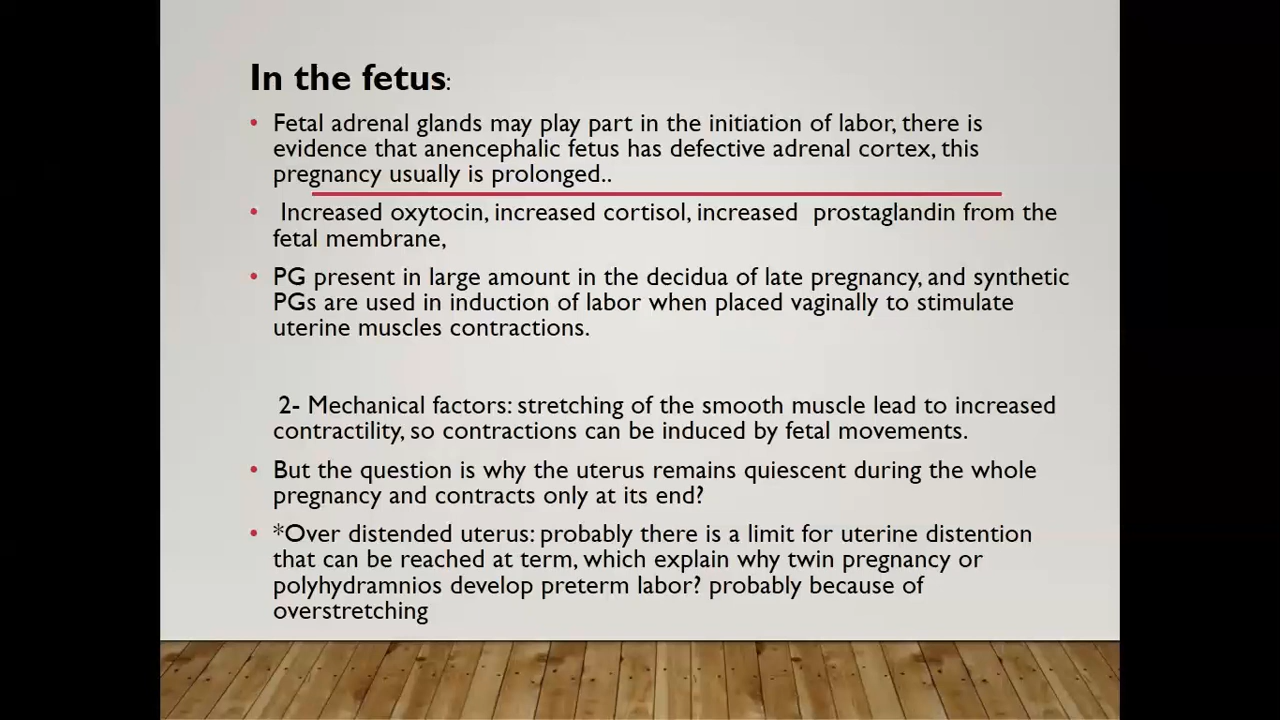 In the fetus:
• Fetal adrenal glands may play part in the initiation of labor, there is
evidence that anencephalic fetus has defective adrenal cortex, this
pregnancy usually is prolonged..
• Increased oxytocin, increased cortisol, increased prostaglandin from the
fetal membrane,
• PG present in large amount in the decidua of late pregnancy, and synthetic
PGs are used in induction of labor when placed vaginally to stimulate
uterine muscles contractions.
2- Mechanical factors: stretching of the smooth muscle lead to increased
contractility, so contractions can be induced by fetal movements.
• But the question is why the uterus remains quiescent during the whole
pregnancy and contracts only at its end?
• *Over distended uterus: probably there is a limit for uterine distention
that can be reached at term, which explain why twin pregnancy or
polyhydramnios develop preterm labor? probably because of
overstretching